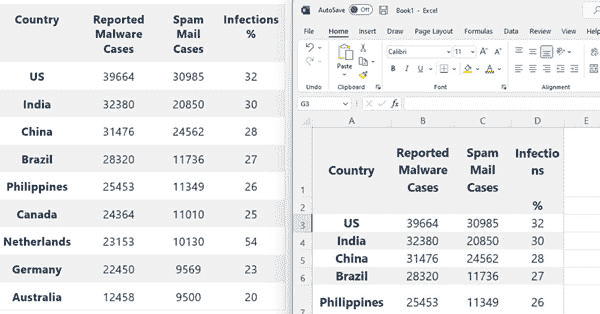 Country Reported Malware Cases Spam Mail Cases Infections %
US 39664 30985 32
India 32380 20850 30
China 31476 24562 28
Brazil 28320 11736 27
Philippines 25453 11349 26
Canada 24364 11010 25
Netherlands 23153 10130 54
Germany 22450 9569 23
Australia 12458 9500 20
AutoSave Off Book1 - Excel
File Home Insert Draw Page Layout Formulas Data
Paste Calibri 11 A A
B I U A
Undo Clipboard Font Alignment
G3 fx
A B C D E
1 Country Reported Malware Cases Spam Mail Cases Infectio ns
2 %
3 US 39664 30985 32
4 India 32380 20850 30
5 China 31476 24562 28
6 Brazil 28320 11736 27
7 Philippines 25453 11349 26